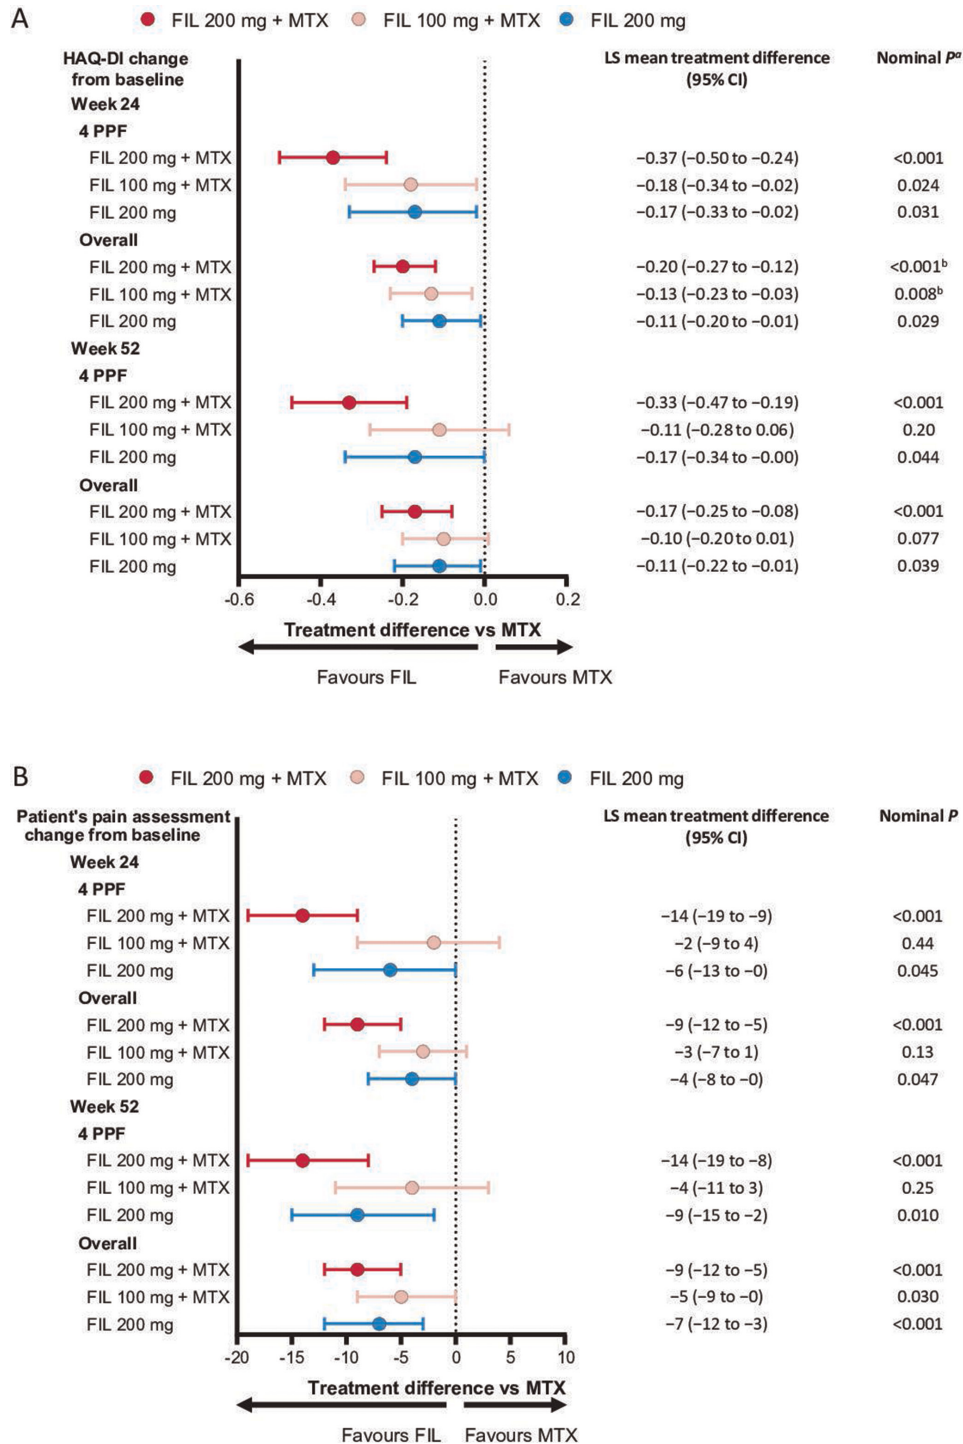 A
FIL 200 mg + MTX FIL 100 mg + MTX FIL 200 mg
HAQ-DI change LS mean treatment difference Nominal Pᵃ
from baseline (95% CI)
Week 24
4 PPF
FIL 200 mg + MTX −0.37 (−0.50 to −0.24) <0.001
FIL 100 mg + MTX −0.18 (−0.34 to −0.02) 0.024
FIL 200 mg −0.17 (−0.33 to −0.02) 0.031
Overall
FIL 200 mg + MTX −0.20 (−0.27 to −0.12) <0.001ᵇ
FIL 100 mg + MTX −0.13 (−0.23 to −0.03) 0.008ᵇ
FIL 200 mg −0.11 (−0.20 to −0.01) 0.029
Week 52
4 PPF
FIL 200 mg + MTX −0.33 (−0.47 to −0.19) <0.001
FIL 100 mg + MTX −0.11 (−0.28 to 0.06) 0.20
FIL 200 mg −0.17 (−0.34 to −0.00) 0.044
Overall
FIL 200 mg + MTX −0.17 (−0.25 to −0.08) <0.001
FIL 100 mg + MTX −0.10 (−0.20 to 0.01) 0.077
FIL 200 mg −0.11 (−0.22 to −0.01) 0.039
-0.6 -0.4 -0.2 0.0 0.2
Treatment difference vs MTX
Favours FIL Favours MTX
B
FIL 200 mg + MTX FIL 100 mg + MTX FIL 200 mg
Patient's pain assessment LS mean treatment difference Nominal P
change from baseline (95% CI)
Week 24
4 PPF
FIL 200 mg + MTX −14 (−19 to −9) <0.001
FIL 100 mg + MTX −2 (−9 to 4) 0.44
FIL 200 mg −6 (−13 to −0) 0.045
Overall
FIL 200 mg + MTX −9 (−12 to −5) <0.001
FIL 100 mg + MTX −3 (−7 to 1) 0.13
FIL 200 mg −4 (−8 to −0) 0.047
Week 52
4 PPF
FIL 200 mg + MTX −14 (−19 to −8) <0.001
FIL 100 mg + MTX −4 (−11 to 3) 0.25
FIL 200 mg −9 (−15 to −2) 0.010
Overall
FIL 200 mg + MTX −9 (−12 to −5) <0.001
FIL 100 mg + MTX −5 (−9 to −0) 0.030
FIL 200 mg −7 (−12 to −3) <0.001
-20 -15 -10 -5 0 5 10
Treatment difference vs MTX
Favours FIL Favours MTX